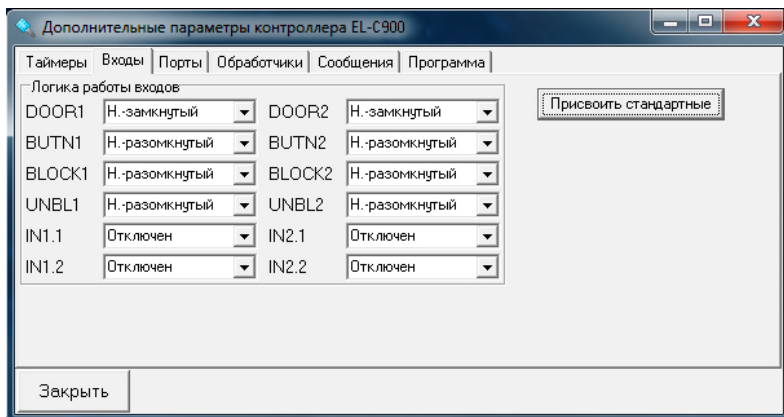 Дополнительные параметры контроллера EL-C900
Таймеры Входы Порты Обработчики Сообщения Программа
Логика работы входов
DOOR1 Н.-замкнутый DOOR2 Н.-замкнутый Присвоить стандартные
BUTN1 Н.-разомкнутый BUTN2 Н.-разомкнутый
BLOCK1 Н.-разомкнутый BLOCK2 Н.-разомкнутый
UNBL1 Н.-разомкнутый UNBL2 Н.-разомкнутый
IN1.1 Отключен IN2.1 Отключен
IN1.2 Отключен IN2.2 Отключен
Закрыть